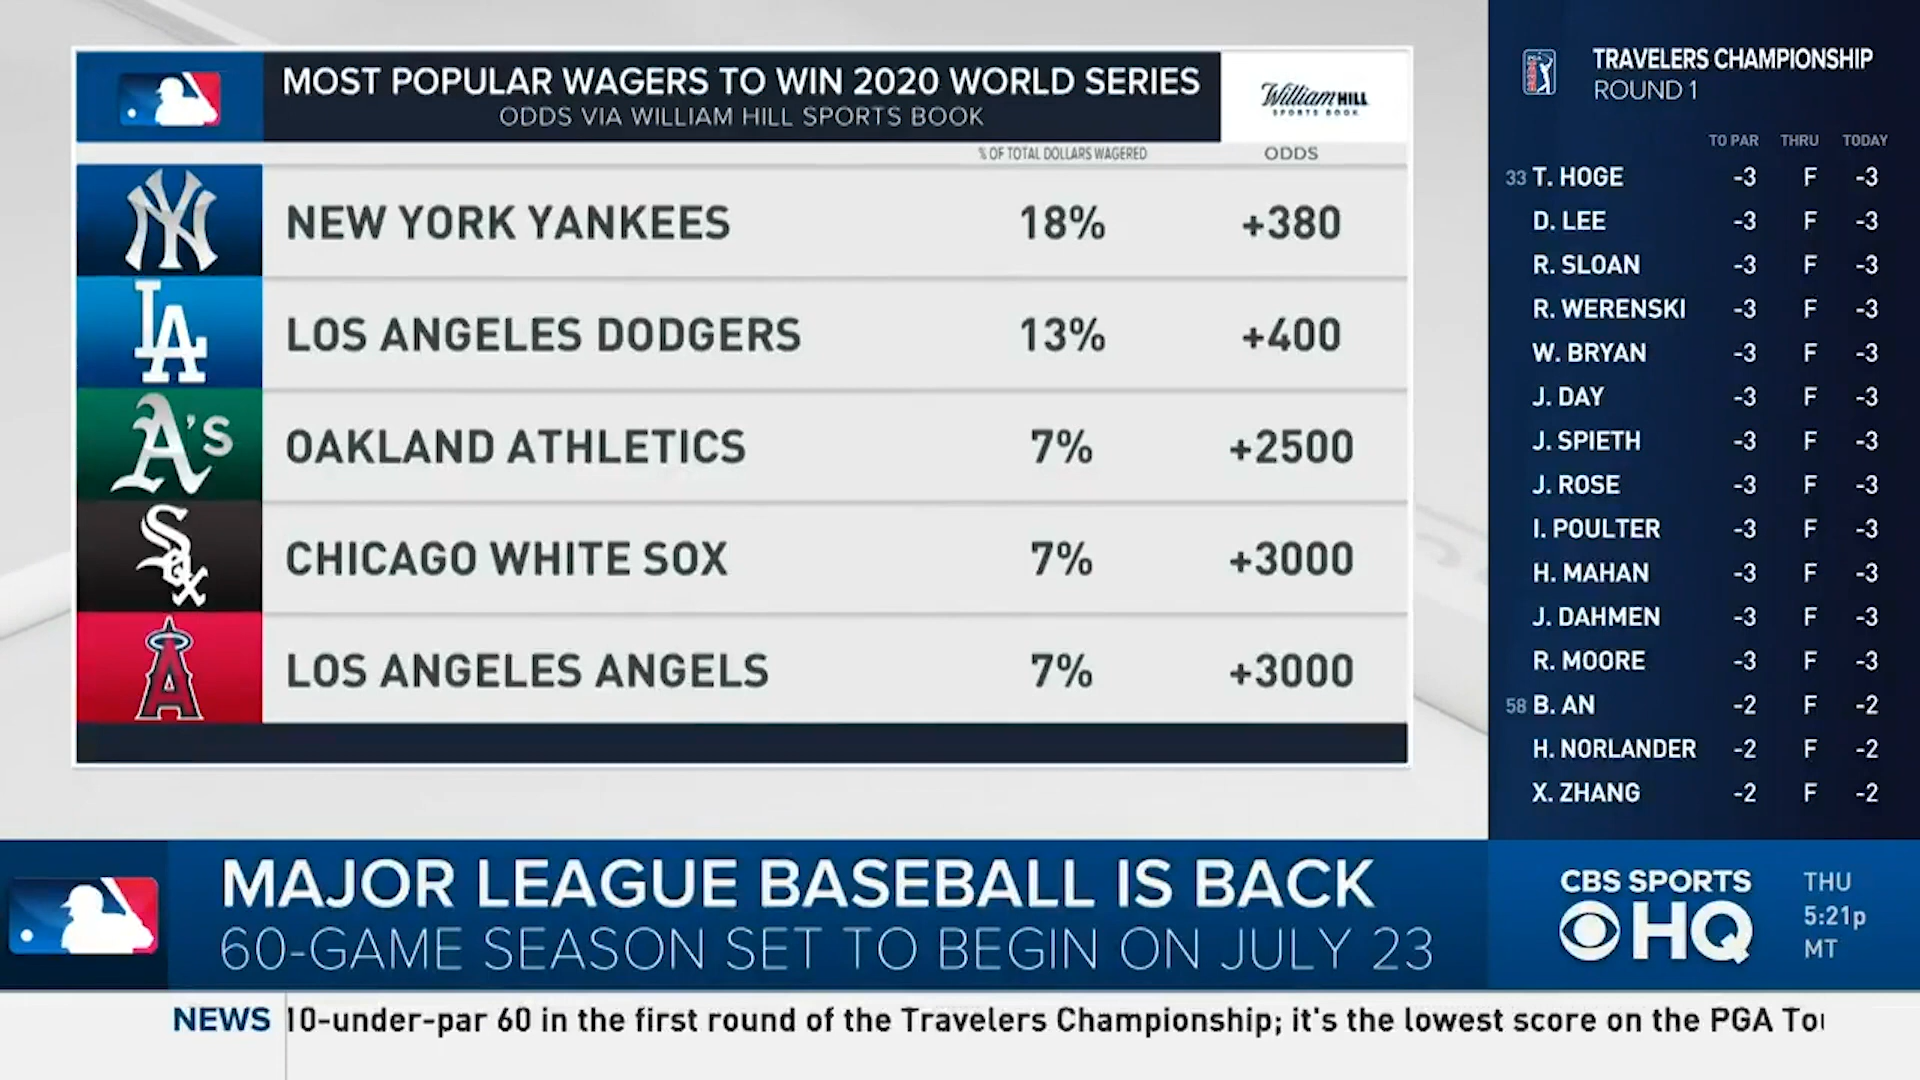 MOST POPULAR WAGERS TO WIN 2020 WORLD SERIES
ODDS VIA WILLIAM HILL SPORTS BOOK
William HILL
SPORTS BOOK
% OF TOTAL DOLLARS WAGERED ODDS
NY NEW YORK YANKEES 18% +380
LA LOS ANGELES DODGERS 13% +400
A's OAKLAND ATHLETICS 7% +2500
Sox CHICAGO WHITE SOX 7% +3000
A LOS ANGELES ANGELS 7% +3000
TRAVELERS CHAMPIONSHIP
ROUND 1
TO PAR THRU TODAY
33 T. HOGE -3 F -3
D. LEE -3 F -3
R. SLOAN -3 F -3
R. WERENSKI -3 F -3
W. BRYAN -3 F -3
J. DAY -3 F -3
J. SPIETH -3 F -3
J. ROSE -3 F -3
I. POULTER -3 F -3
H. MAHAN -3 F -3
J. DAHMEN -3 F -3
R. MOORE -3 F -3
58 B. AN -2 F -2
H. NORLANDER -2 F -2
X. ZHANG -2 F -2
MAJOR LEAGUE BASEBALL IS BACK
60-GAME SEASON SET TO BEGIN ON JULY 23
CBS SPORTS
HQ
THU
5:21p
MT
NEWS 10-under-par 60 in the first round of the Travelers Championship; it's the lowest score on the PGA